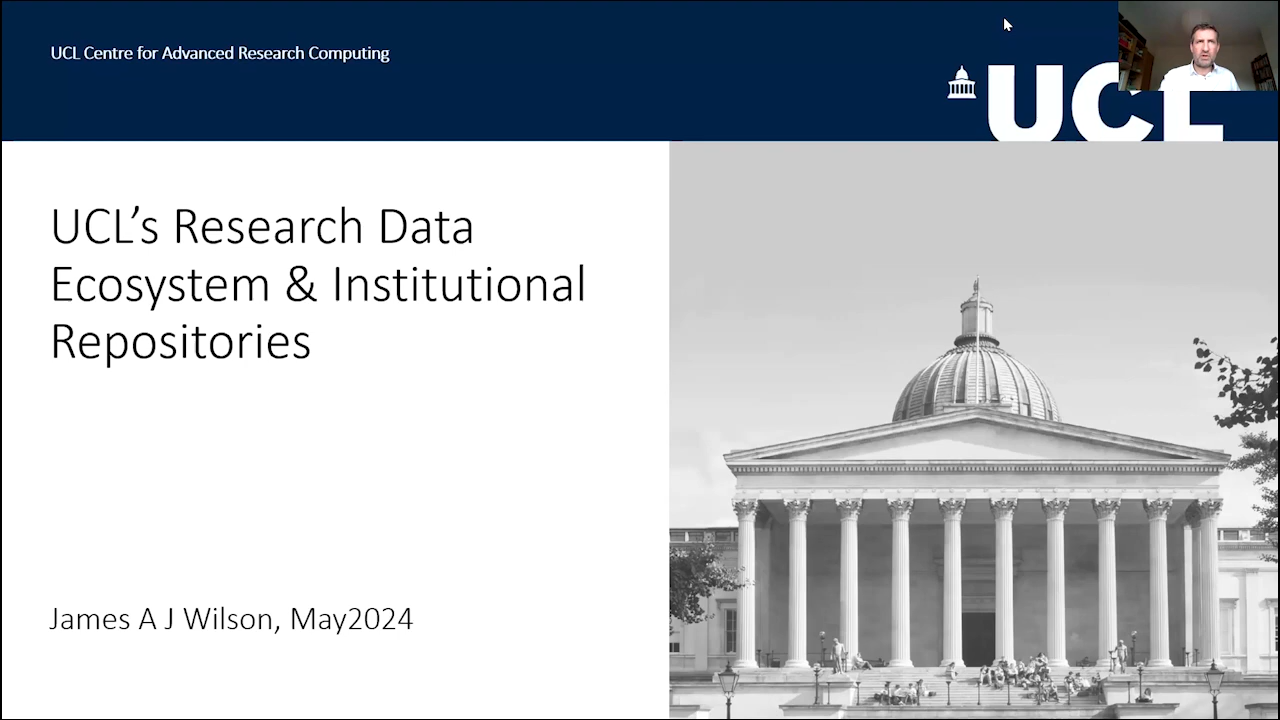 UCL Centre for Advanced Research Computing
UCL
UCL's Research Data
Ecosystem & Institutional
Repositories
James A J Wilson, May2024